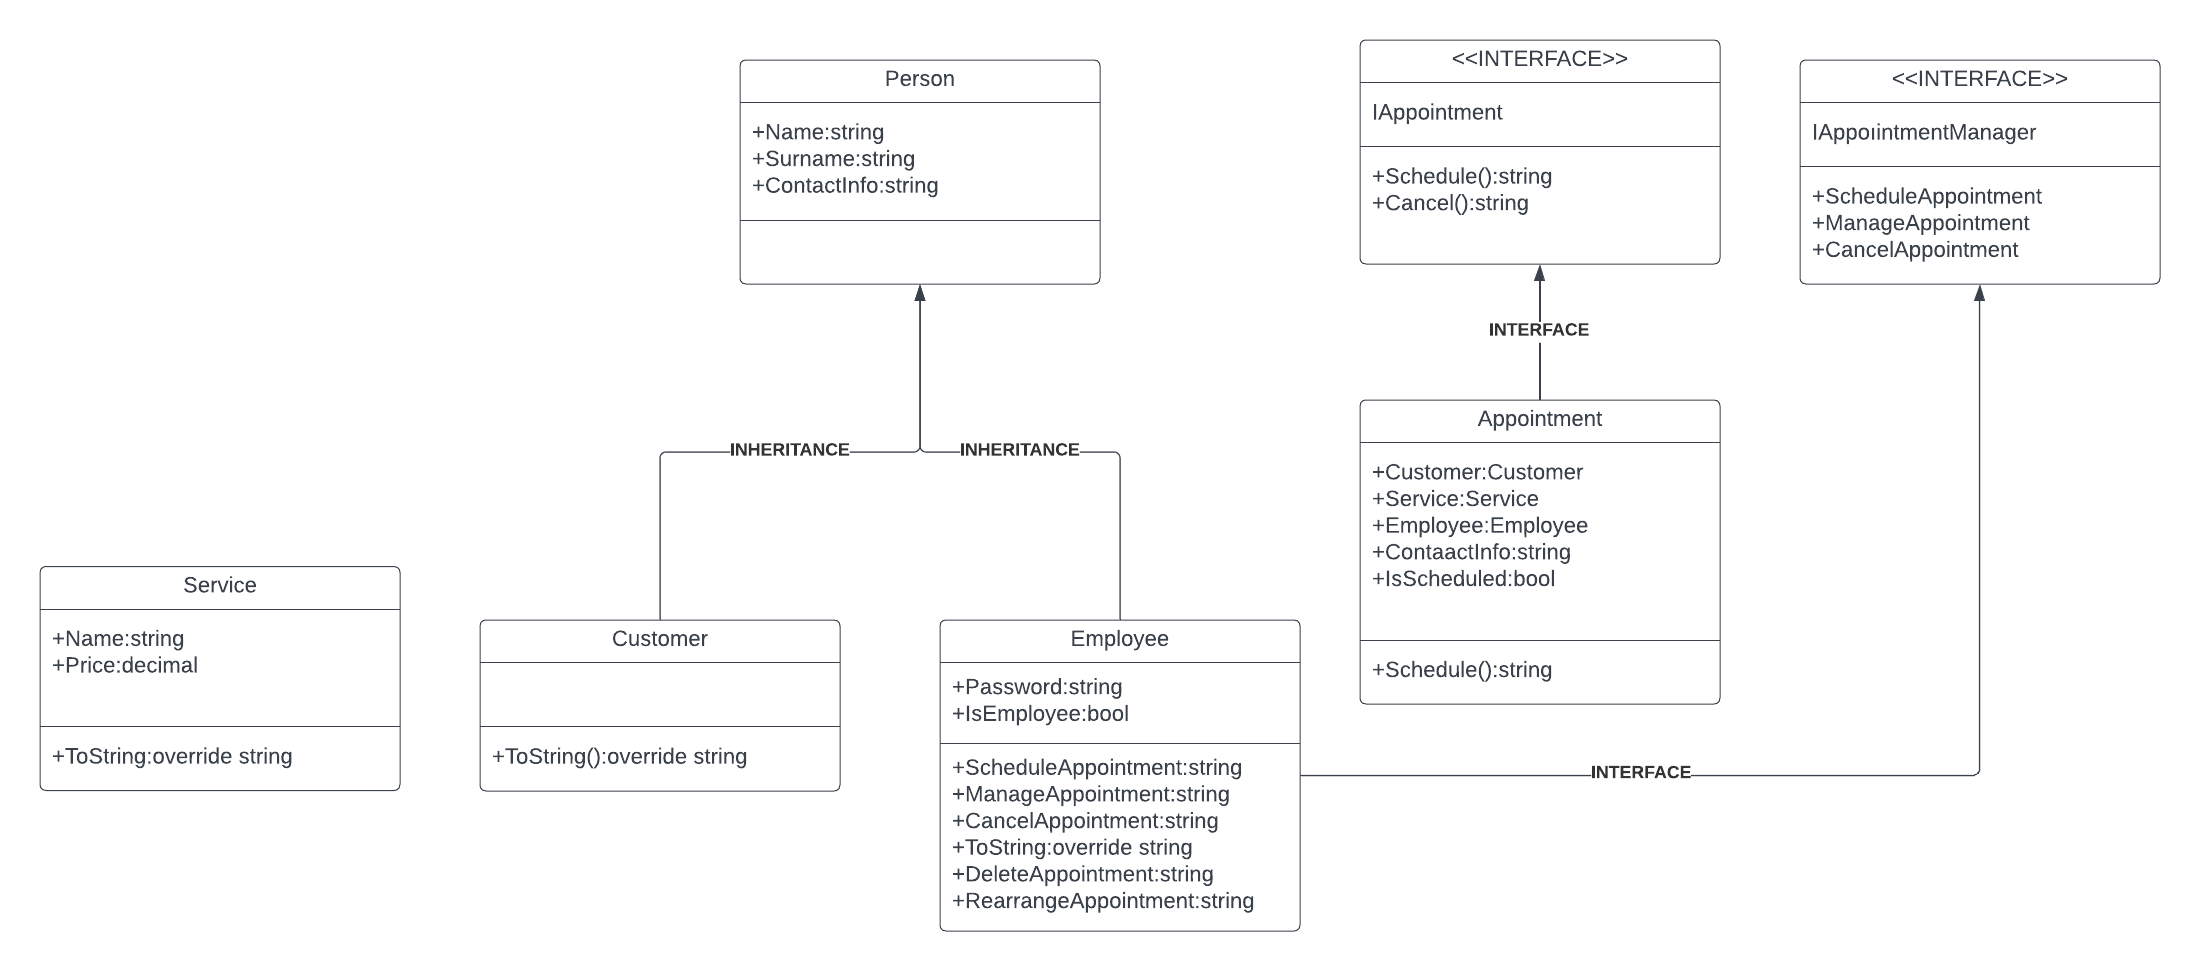 Person
+Name:string
+Surname:string
+ContactInfo:string
<<INTERFACE>>
IAppointment
+Schedule():string
+Cancel():string
<<INTERFACE>>
IAppoıintmentManager
+ScheduleAppointment
+ManageAppointment
+CancelAppointment
INTERFACE
INHERITANCE
INHERITANCE
Appointment
+Customer:Customer
+Service:Service
+Employee:Employee
+ContaactInfo:string
+IsScheduled:bool
+Schedule():string
Service
+Name:string
+Price:decimal
+ToString:override string
Customer
+ToString():override string
Employee
+Password:string
+IsEmployee:bool
+ScheduleAppointment:string
+ManageAppointment:string
+CancelAppointment:string
+ToString:override string
+DeleteAppointment:string
+RearrangeAppointment:string
INTERFACE